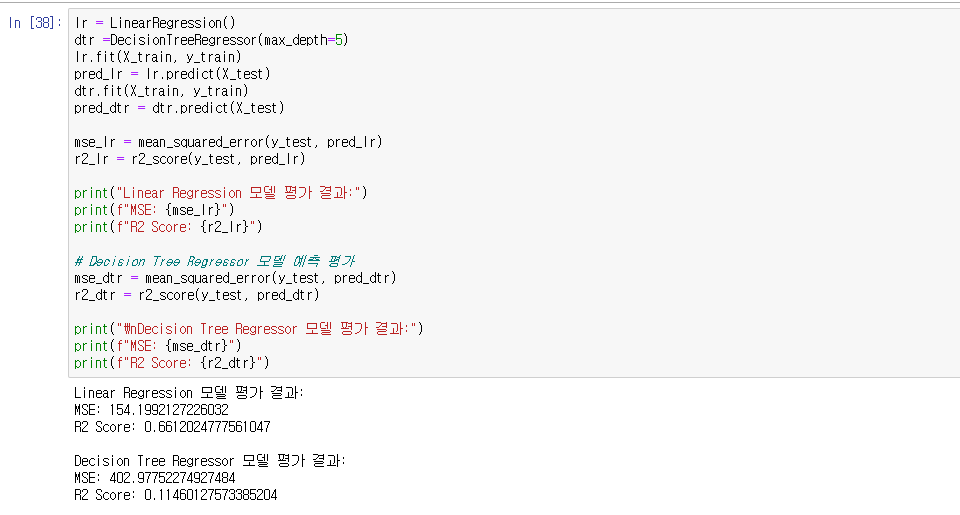 In [38]:
lr = LinearRegression()
dtr =DecisionTreeRegressor(max_depth=5)
lr.fit(X_train, y_train)
pred_lr = lr.predict(X_test)
dtr.fit(X_train, y_train)
pred_dtr = dtr.predict(X_test)
mse_lr = mean_squared_error(y_test, pred_lr)
r2_lr = r2_score(y_test, pred_lr)
print("Linear Regression 모델 평가 결과:")
print(f"MSE: {mse_lr}")
print(f"R2 Score: {r2_lr}")
# Decision Tree Regressor 모델 예측 평가
mse_dtr = mean_squared_error(y_test, pred_dtr)
r2_dtr = r2_score(y_test, pred_dtr)
print("₩nDecision Tree Regressor 모델 평가 결과:")
print(f"MSE: {mse_dtr}")
print(f"R2 Score: {r2_dtr}")
Linear Regression 모델 평가 결과:
MSE: 154.1992127226032
R2 Score: 0.6612024777561047
Decision Tree Regressor 모델 평가 결과:
MSE: 402.97752274927484
R2 Score: 0.11460127573385204